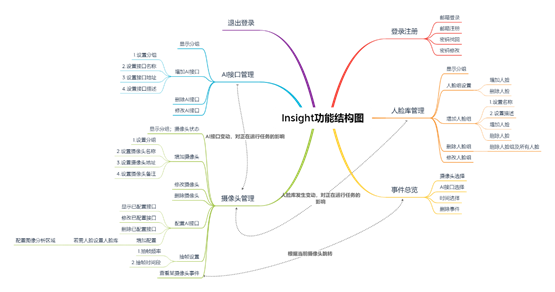 Insight功能结构图
退出登录
登录注册
邮箱登录
邮箱注册
密码找回
密码修改
AI接口管理
显示分组
增加AI接口
1 设置分组
2 设置接口名称
3 设置接口地址
4 设置接口描述
删除AI接口
修改AI接口
人脸库管理
显示分组
人脸组设置
增加人脸
删除人脸
增加人脸组
1 设置名称
2 设置描述
增加人脸
删除人脸
删除人脸组
删除人脸组及所有人脸
修改人脸组
AI接口变动、对正在运行任务的影响
人脸库发生变动、对正在运行任务的
影响
根据当前摄像头跳转
摄像头管理
显示分组；摄像头状态
增加摄像头
1 设置分组
2 设置摄像头名称
3 设置摄像头地址
4 设置摄像头备注
修改摄像头
删除摄像头
配置AI接口
显示已配置接口
修改已配置接口
删除已配置接口
增加配置
若需人脸设置人脸库
配置图像分析区域
抽帧设置
1 抽帧频率
2 抽帧时间段
查看某摄像头事件
事件总览
摄像头选择
AI接口选择
时间选择
删除事件